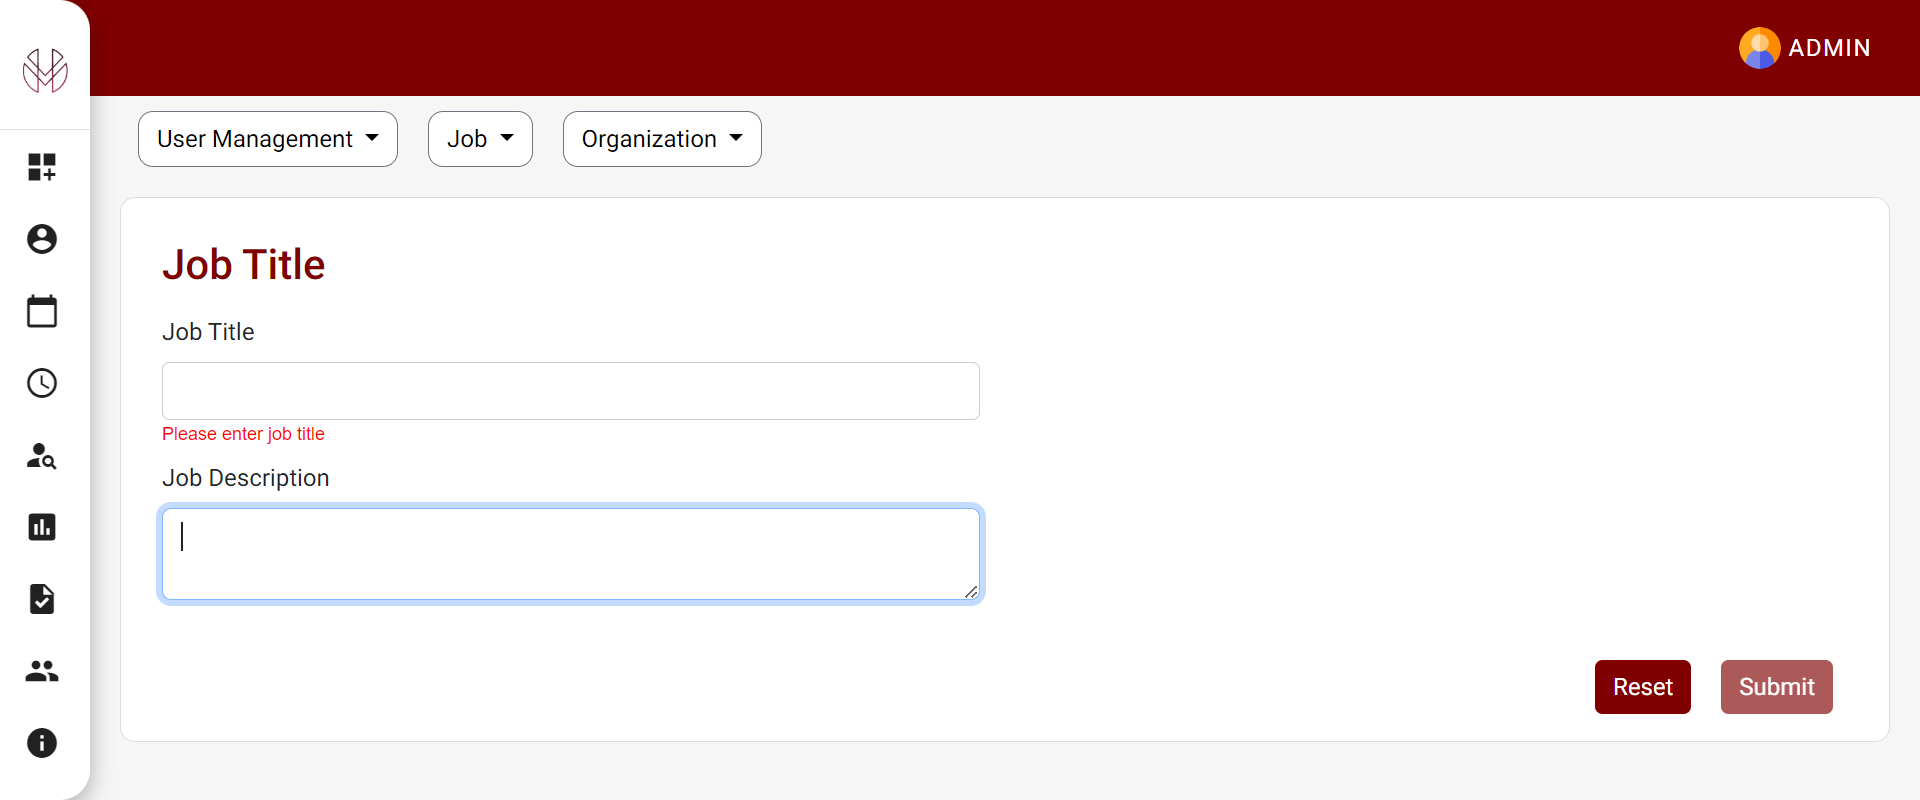 ADMIN
User Management
Job
Organization
Job Title
Job Title
Please enter job title
Job Description
Reset
Submit